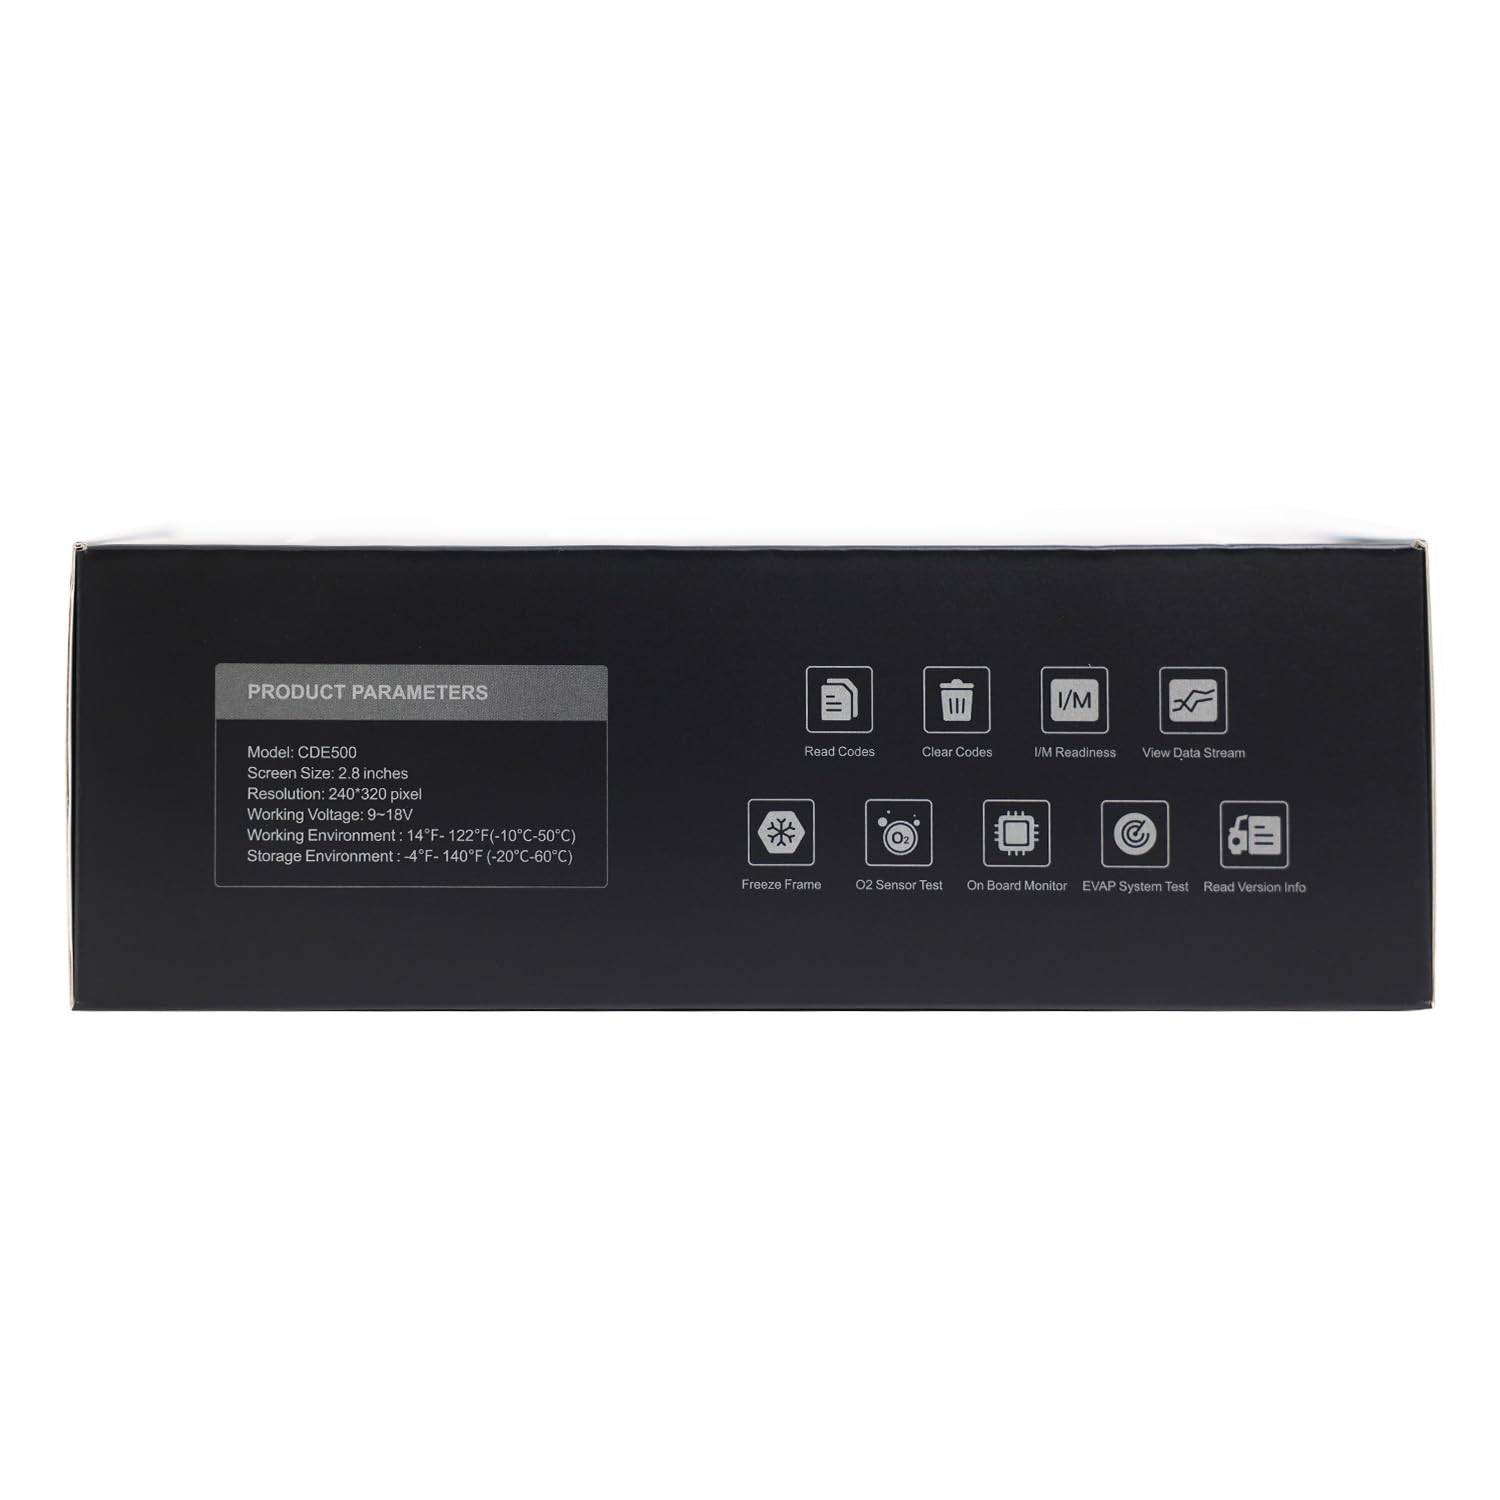 PRODUCT PARAMETERS
Model: CDE500
Screen Size: 2.8 inches
Resolution: 240*320 pixel
Working Voltage: 9~18V
Working Environment : 14°F- 122°F(-10°C-50°C)
Storage Environment : -4°F- 140°F (-20°C-60°C)
I/M
Read Codes Clear Codes I/M Readiness View Data Stream
O2
Freeze Frame O2 Sensor Test On Board Monitor EVAP System Test Read Version Info